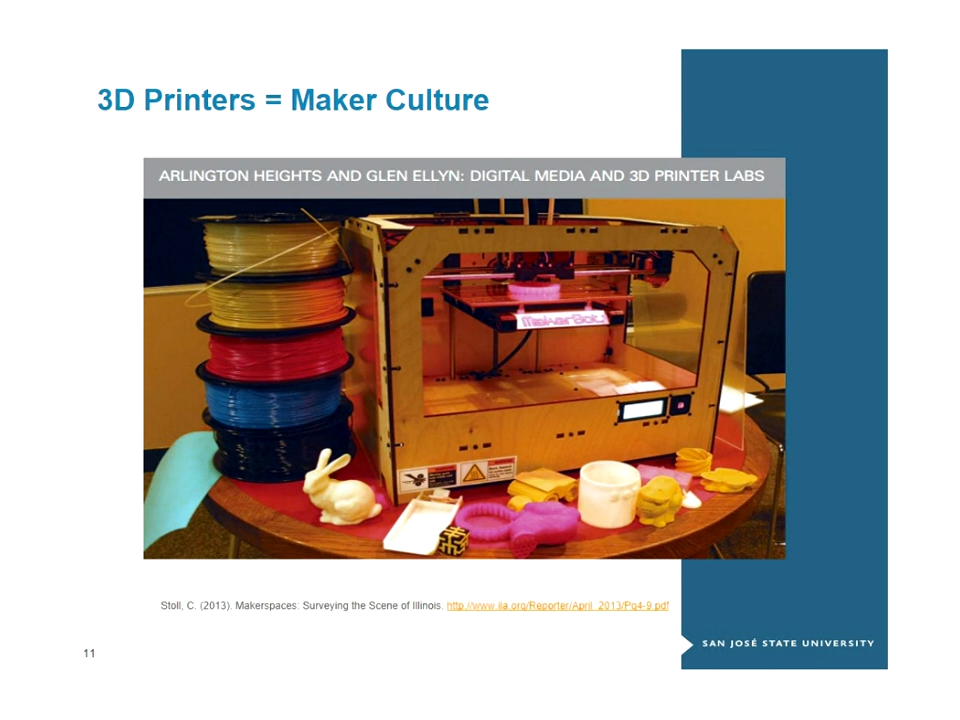 3D Printers = Maker Culture
ARLINGTON HEIGHTS AND GLEN ELLYN: DIGITAL MEDIA AND 3D PRINTER LABS
MakerBot
Stoll, C. (2013). Makerspaces: Surveying the Scene of Illinois. http://www.ila.org/Reporter/April_2013/Pg4-9.pdf
SAN JOSÉ STATE UNIVERSITY
11